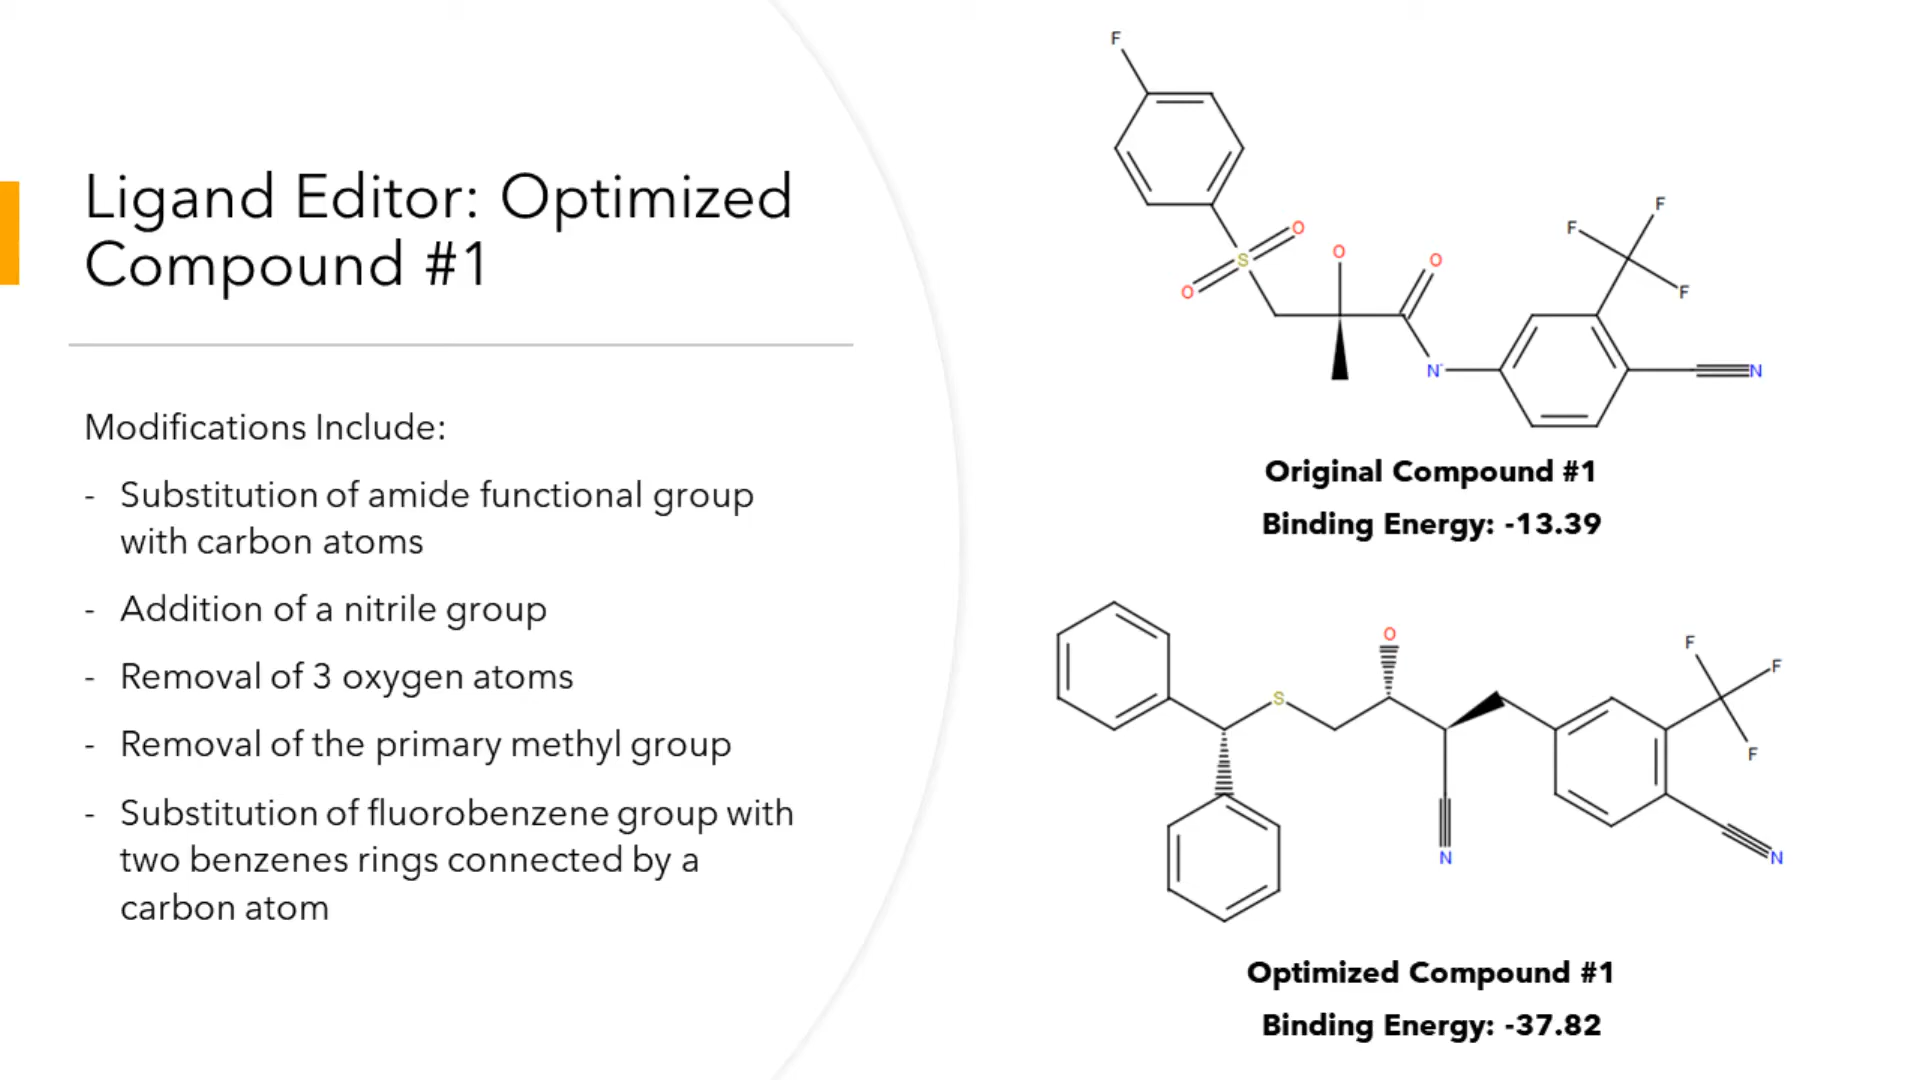 Ligand Editor: Optimized
Compound #1
Modifications Include:
- Substitution of amide functional group
with carbon atoms
- Addition of a nitrile group
- Removal of 3 oxygen atoms
- Removal of the primary methyl group
- Substitution of fluorobenzene group with
two benzenes rings connected by a
carbon atom
F
F
F
O
O
O
S
O
F
N-
N
Original Compound #1
Binding Energy: -13.39
O
F
F
S
F
N
N
Optimized Compound #1
Binding Energy: -37.82